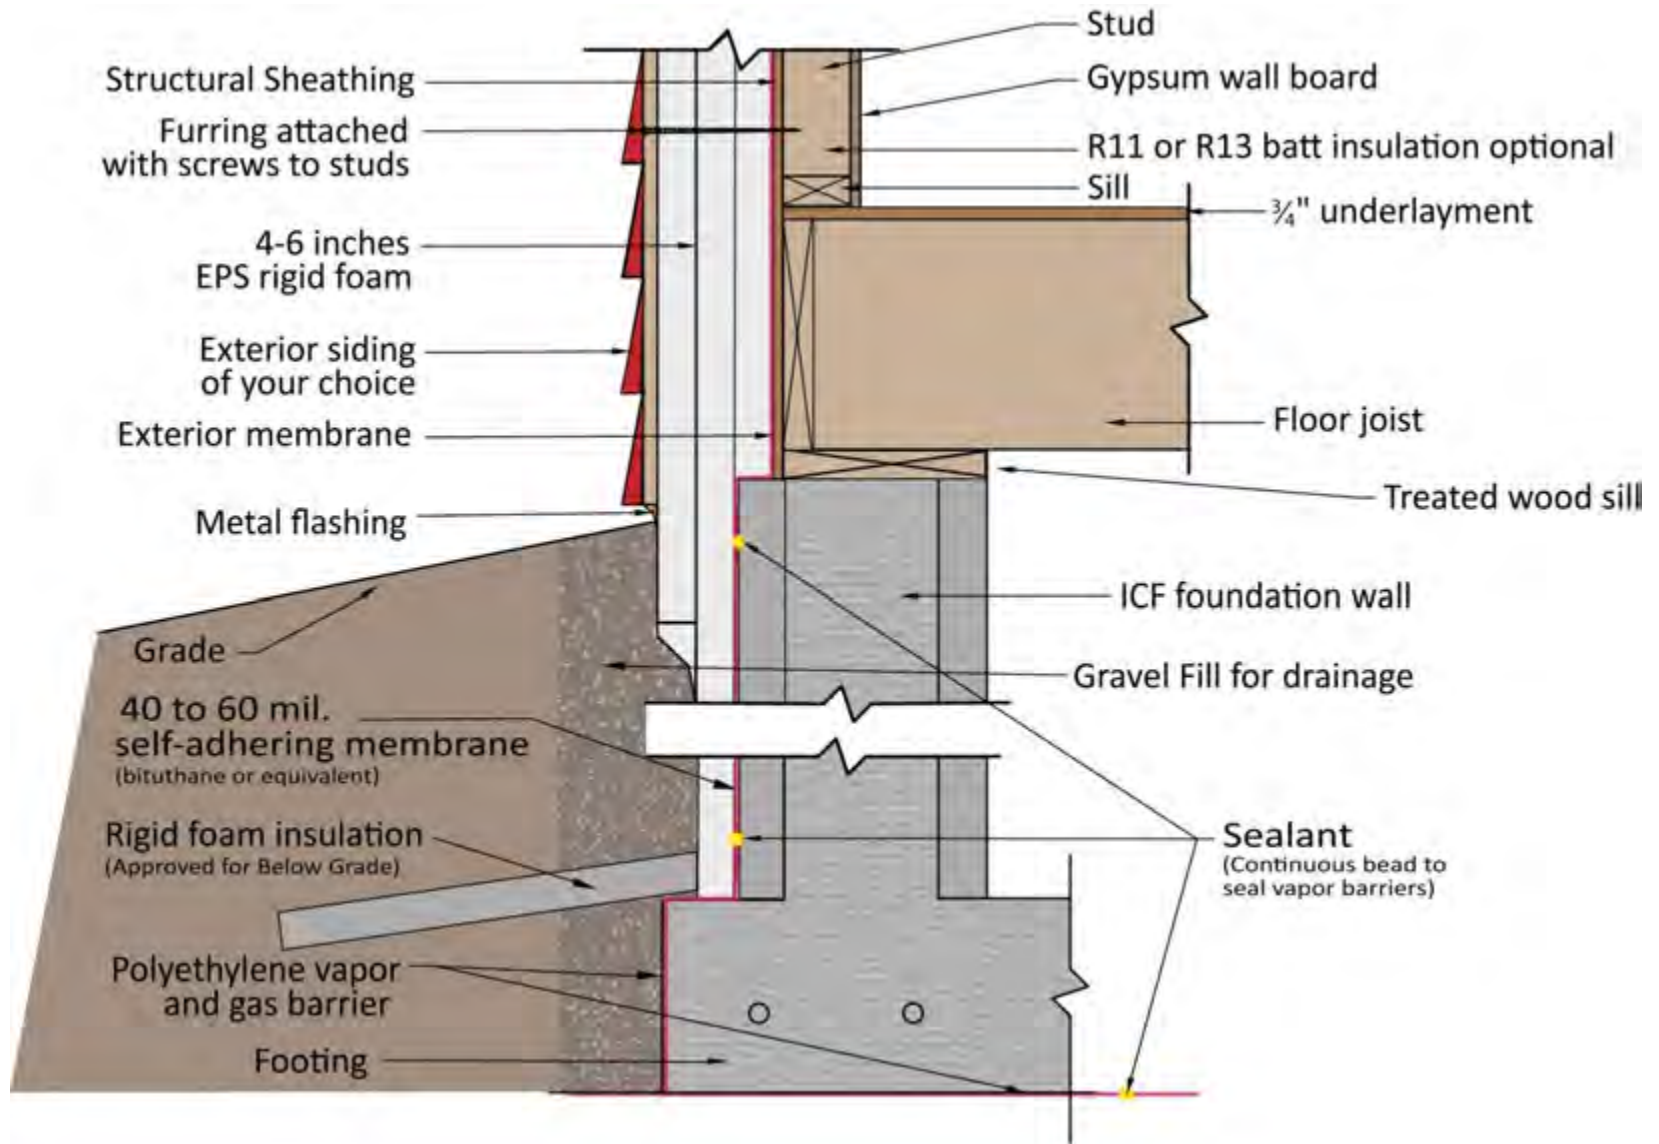 Stud
Structural Sheathing
Gypsum wall board
Furring attached
with screws to studs
R11 or R13 batt insulation optional
Sill
¾" underlayment
4-6 inches
EPS rigid foam
Exterior siding
of your choice
Exterior membrane
Floor joist
Treated wood sill
Metal flashing
ICF foundation wall
Grade
Gravel Fill for drainage
40 to 60 mil.
self-adhering membrane
(bituthane or equivalent)
Rigid foam insulation
(Approved for Below Grade)
Sealant
(Continuous bead to
seal vapor barriers)
Polyethylene vapor
and gas barrier
Footing